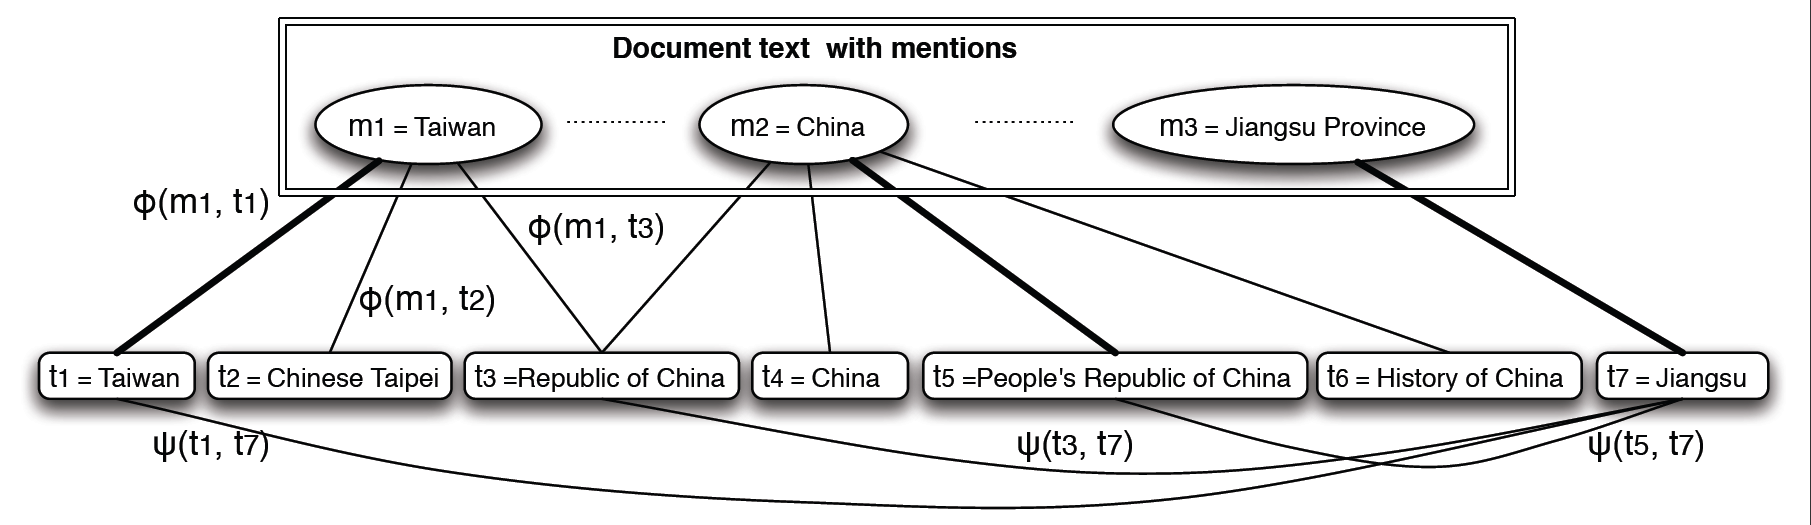 Document text with mentions
m1 = Taiwan
m2 = China
m3 = Jiangsu Province
ϕ(m1, t1)
ϕ(m1, t3)
ϕ(m1, t2)
t1 = Taiwan
t2 = Chinese Taipei
t3 =Republic of China
t4 = China
t5 =People's Republic of China
t6 = History of China
t7 = Jiangsu
ψ(t1, t7)
ψ(t3, t7)
ψ(t5, t7)